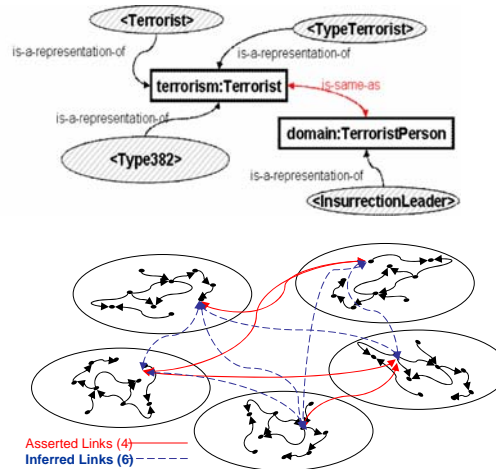 <Terrorist>
<TypeTerrorist>
is-a-representation-of
is-a-representation-of
terrorism:Terrorist
is-same-as
is-a-representation-of
domain:TerroristPerson
<Type382>
is-a-representation-of
<InsurrectionLeader>
Asserted Links (4)
Inferred Links (6)